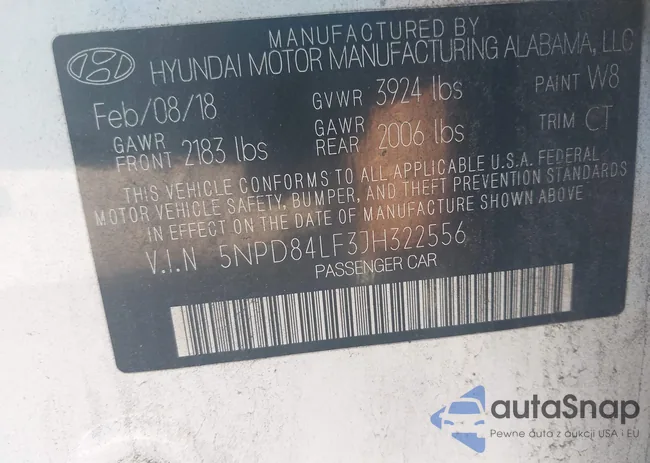 MANUFACTURED BY
HYUNDAI MOTOR MANUFACTURING ALABAMA, LLC
Feb/08/18 GVWR 3924 lbs PAINT W8
GAWR FRONT 2183 lbs GAWR REAR 2006 lbs TRIM CT
THIS VEHICLE CONFORMS TO ALL APPLICABLE U.S.A. FEDERAL
MOTOR VEHICLE SAFETY, BUMPER, AND THEFT PREVENTION STANDARDS
IN EFFECT ON THE DATE OF MANUFACTURE SHOWN ABOVE.
V.I.N 5NPD84LF3JH322556
PASSENGER CAR
autaSnap
Pewne auta z aukcji USA i EU